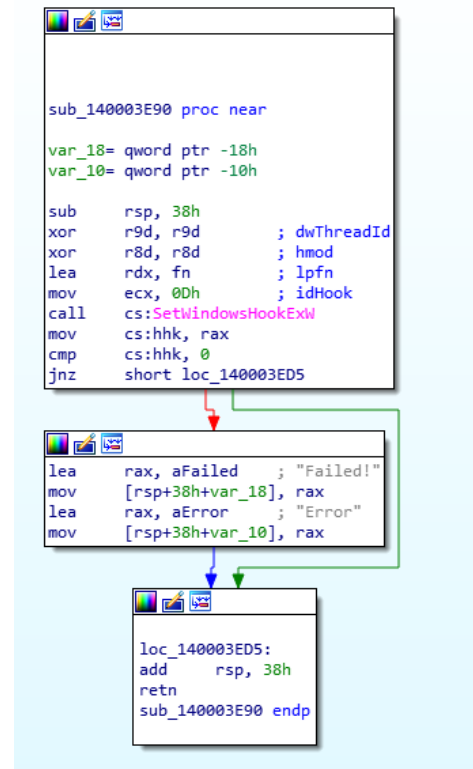 sub_140003E90 proc near
var_18= qword ptr -18h
var_10= qword ptr -10h
sub rsp, 38h
xor r9d, r9d ; dwThreadId
xor r8d, r8d ; hmod
lea rdx, fn ; lpfn
mov ecx, 0Dh ; idHook
call cs:SetWindowsHookExW
mov cs:hhk, rax
cmp cs:hhk, 0
jnz short loc_140003ED5
lea rax, aFailed ; "Failed!"
mov [rsp+38h+var_18], rax
lea rax, aError ; "Error"
mov [rsp+38h+var_10], rax
loc_140003ED5:
add rsp, 38h
retn
sub_140003E90 endp